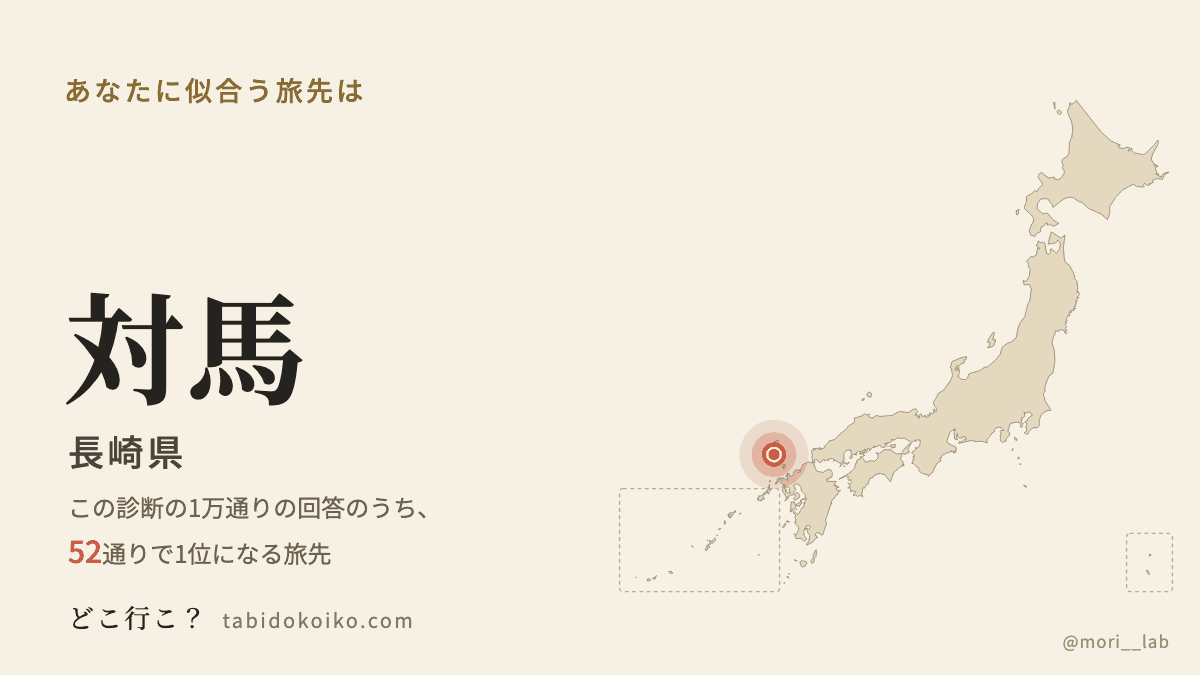 あなたに似合う旅先は
対馬
長崎県
この診断の1万通りの回答のうち、
52通りで1位になる旅先
どこ行こ？ tabidokoiko.com
@mori__lab